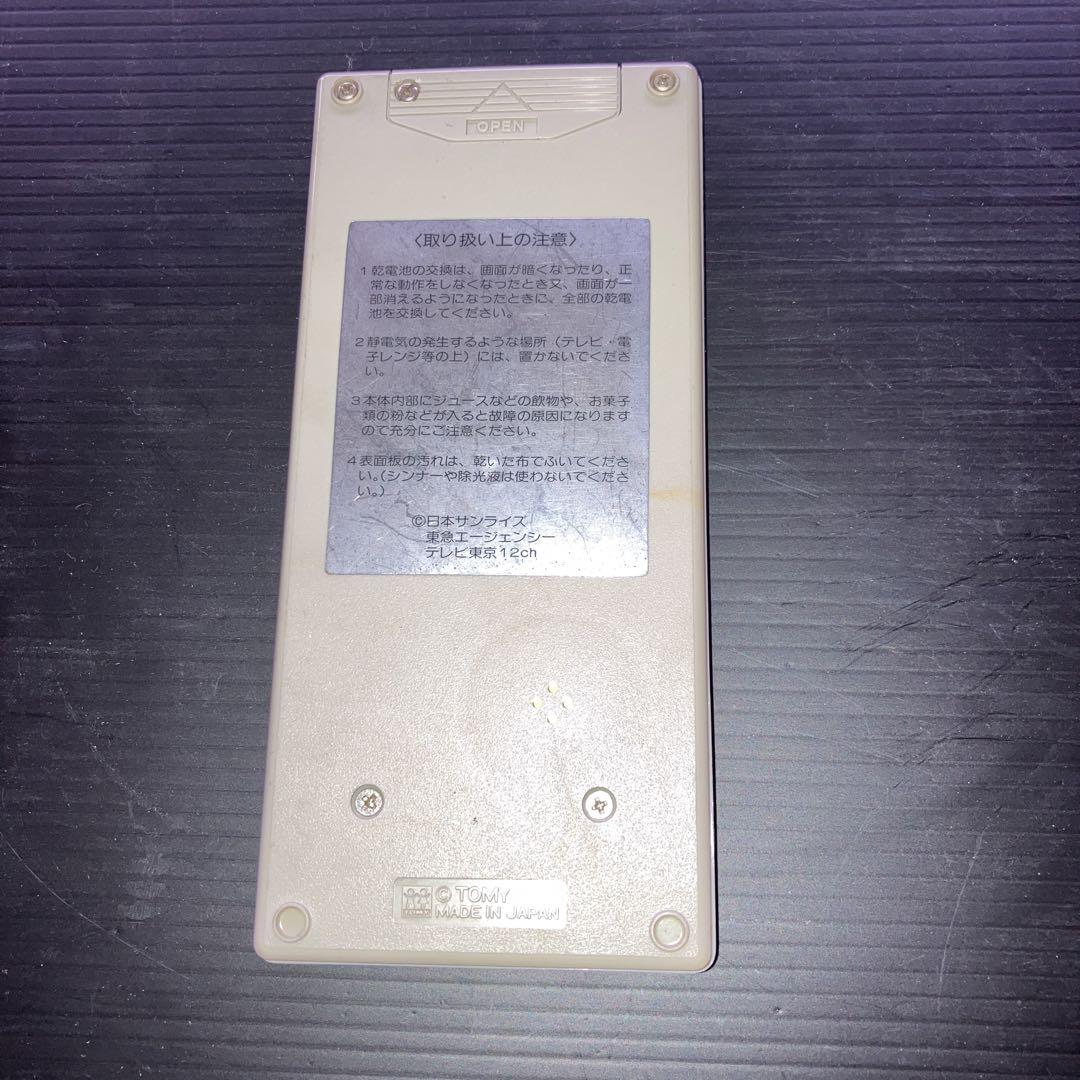 OPEN
〈取り扱い上の注意〉
1 乾電池の交換は、画面が暗くなったり、正
常な動作をしなくなったとき又、画面が一
部消えるようになったときに、全部の乾電
池を交換してください。
2 静電気の発生するような場所（テレビ・電
子レンジ等の上）には、置かないでくださ
い。
3 本体内部にジュースなどの飲物や、お菓子
類の粉などが入ると故障の原因になります
ので充分にご注意ください。
4 表面板の汚れは、乾いた布でふいてくださ
い。(シンナーや除光液は使わないでくださ
い。)
©日本サンライズ
東急エージェンシー
テレビ東京12ch
TOMY © TOMY
MADE IN JAPAN